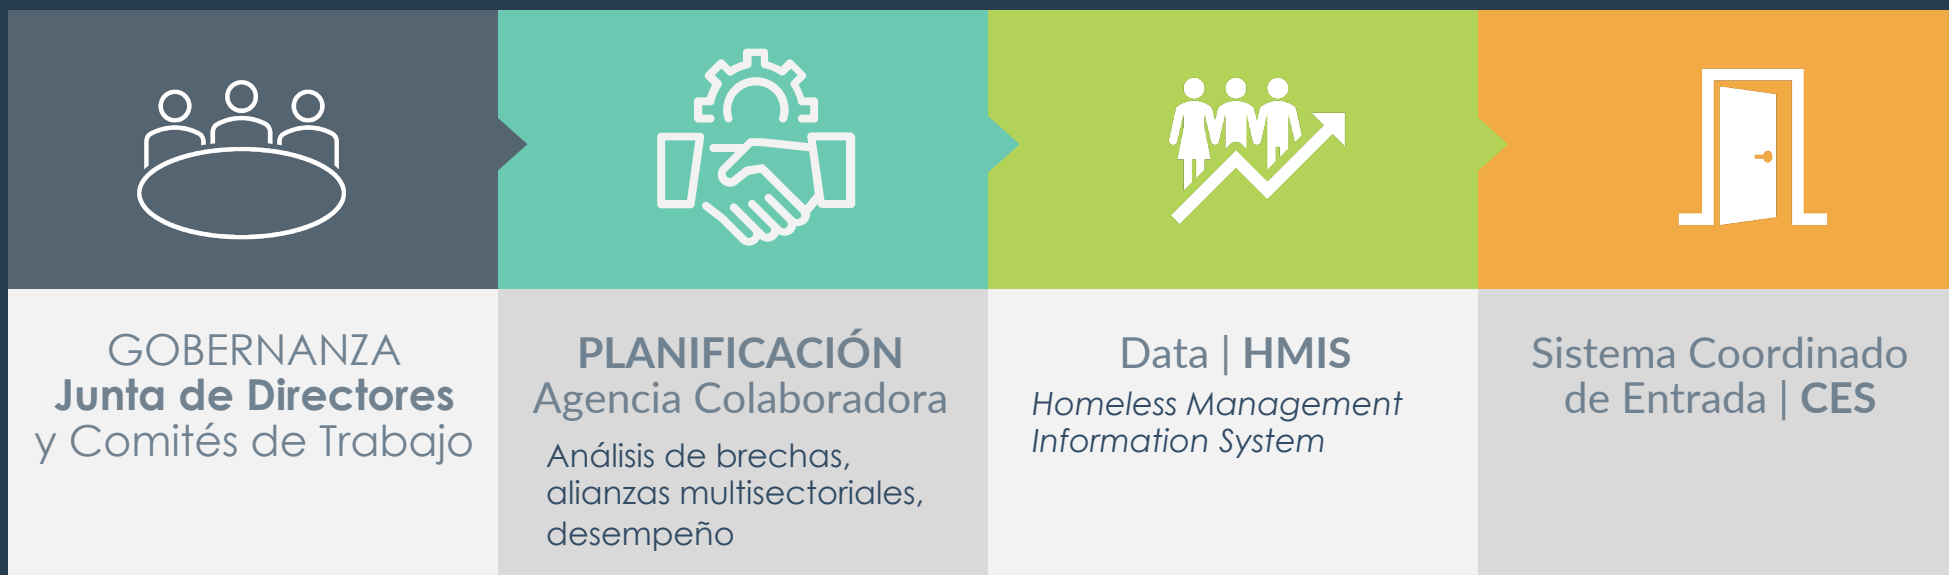 GOBERNANZA
Junta de Directores
y Comités de Trabajo
PLANIFICACIÓN
Agencia Colaboradora
Análisis de brechas,
alianzas multisectoriales,
desempeño
Data | HMIS
Homeless Management
Information System
Sistema Coordinado
de Entrada | CES